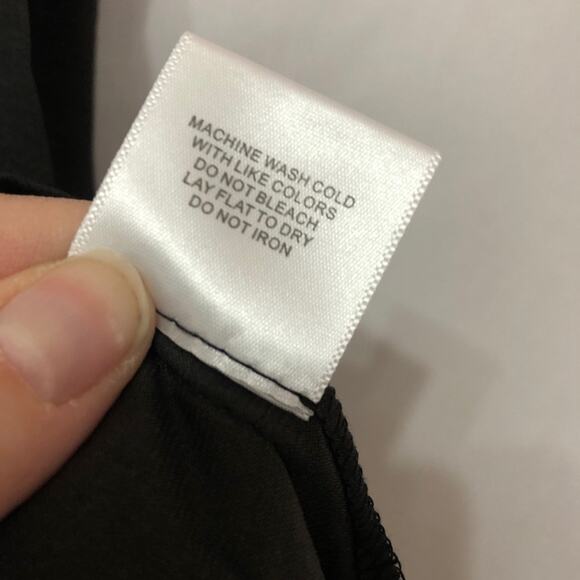 MACHINE WASH COLD
WITH LIKE COLORS
DO NOT BLEACH
LAY FLAT TO DRY
DO NOT IRON